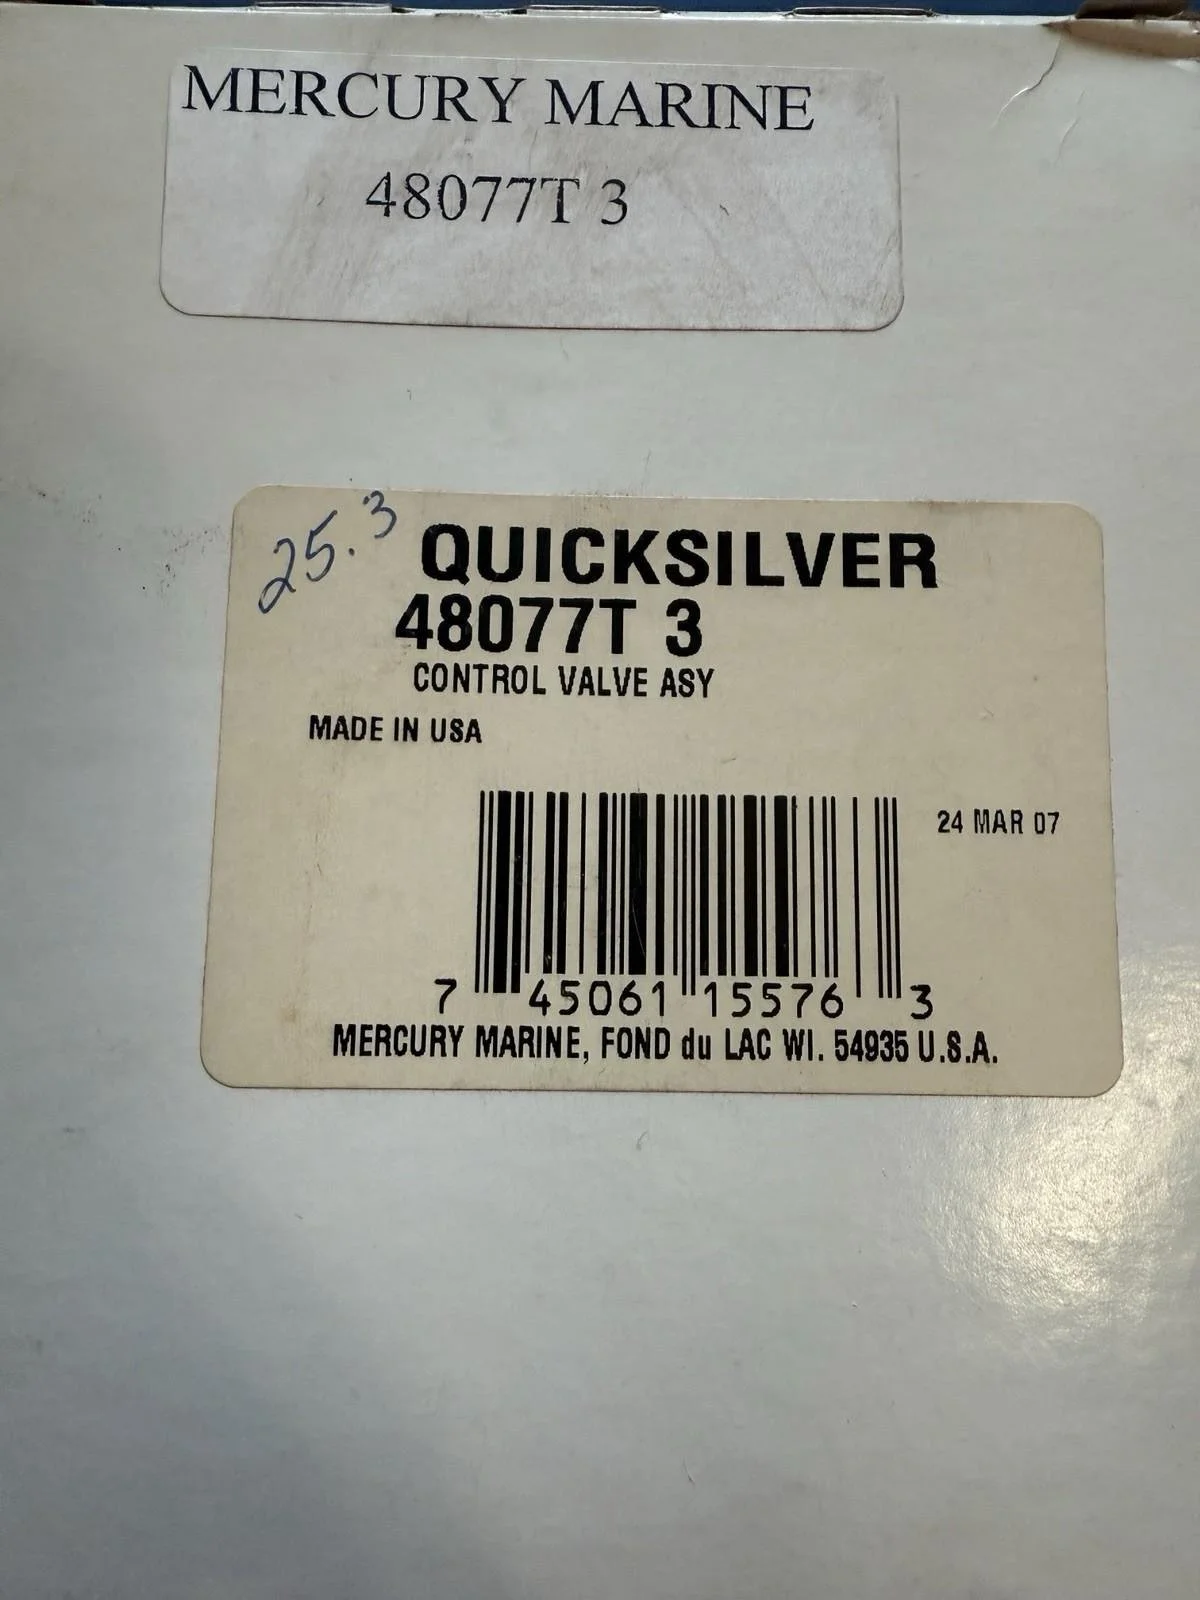 MERCURY MARINE
48077T 3
25.3
QUICKSILVER
48077T 3
CONTROL VALVE ASY
MADE IN USA
24 MAR 07
7 45061 15576 3
MERCURY MARINE, FOND du LAC WI. 54935 U.S.A.